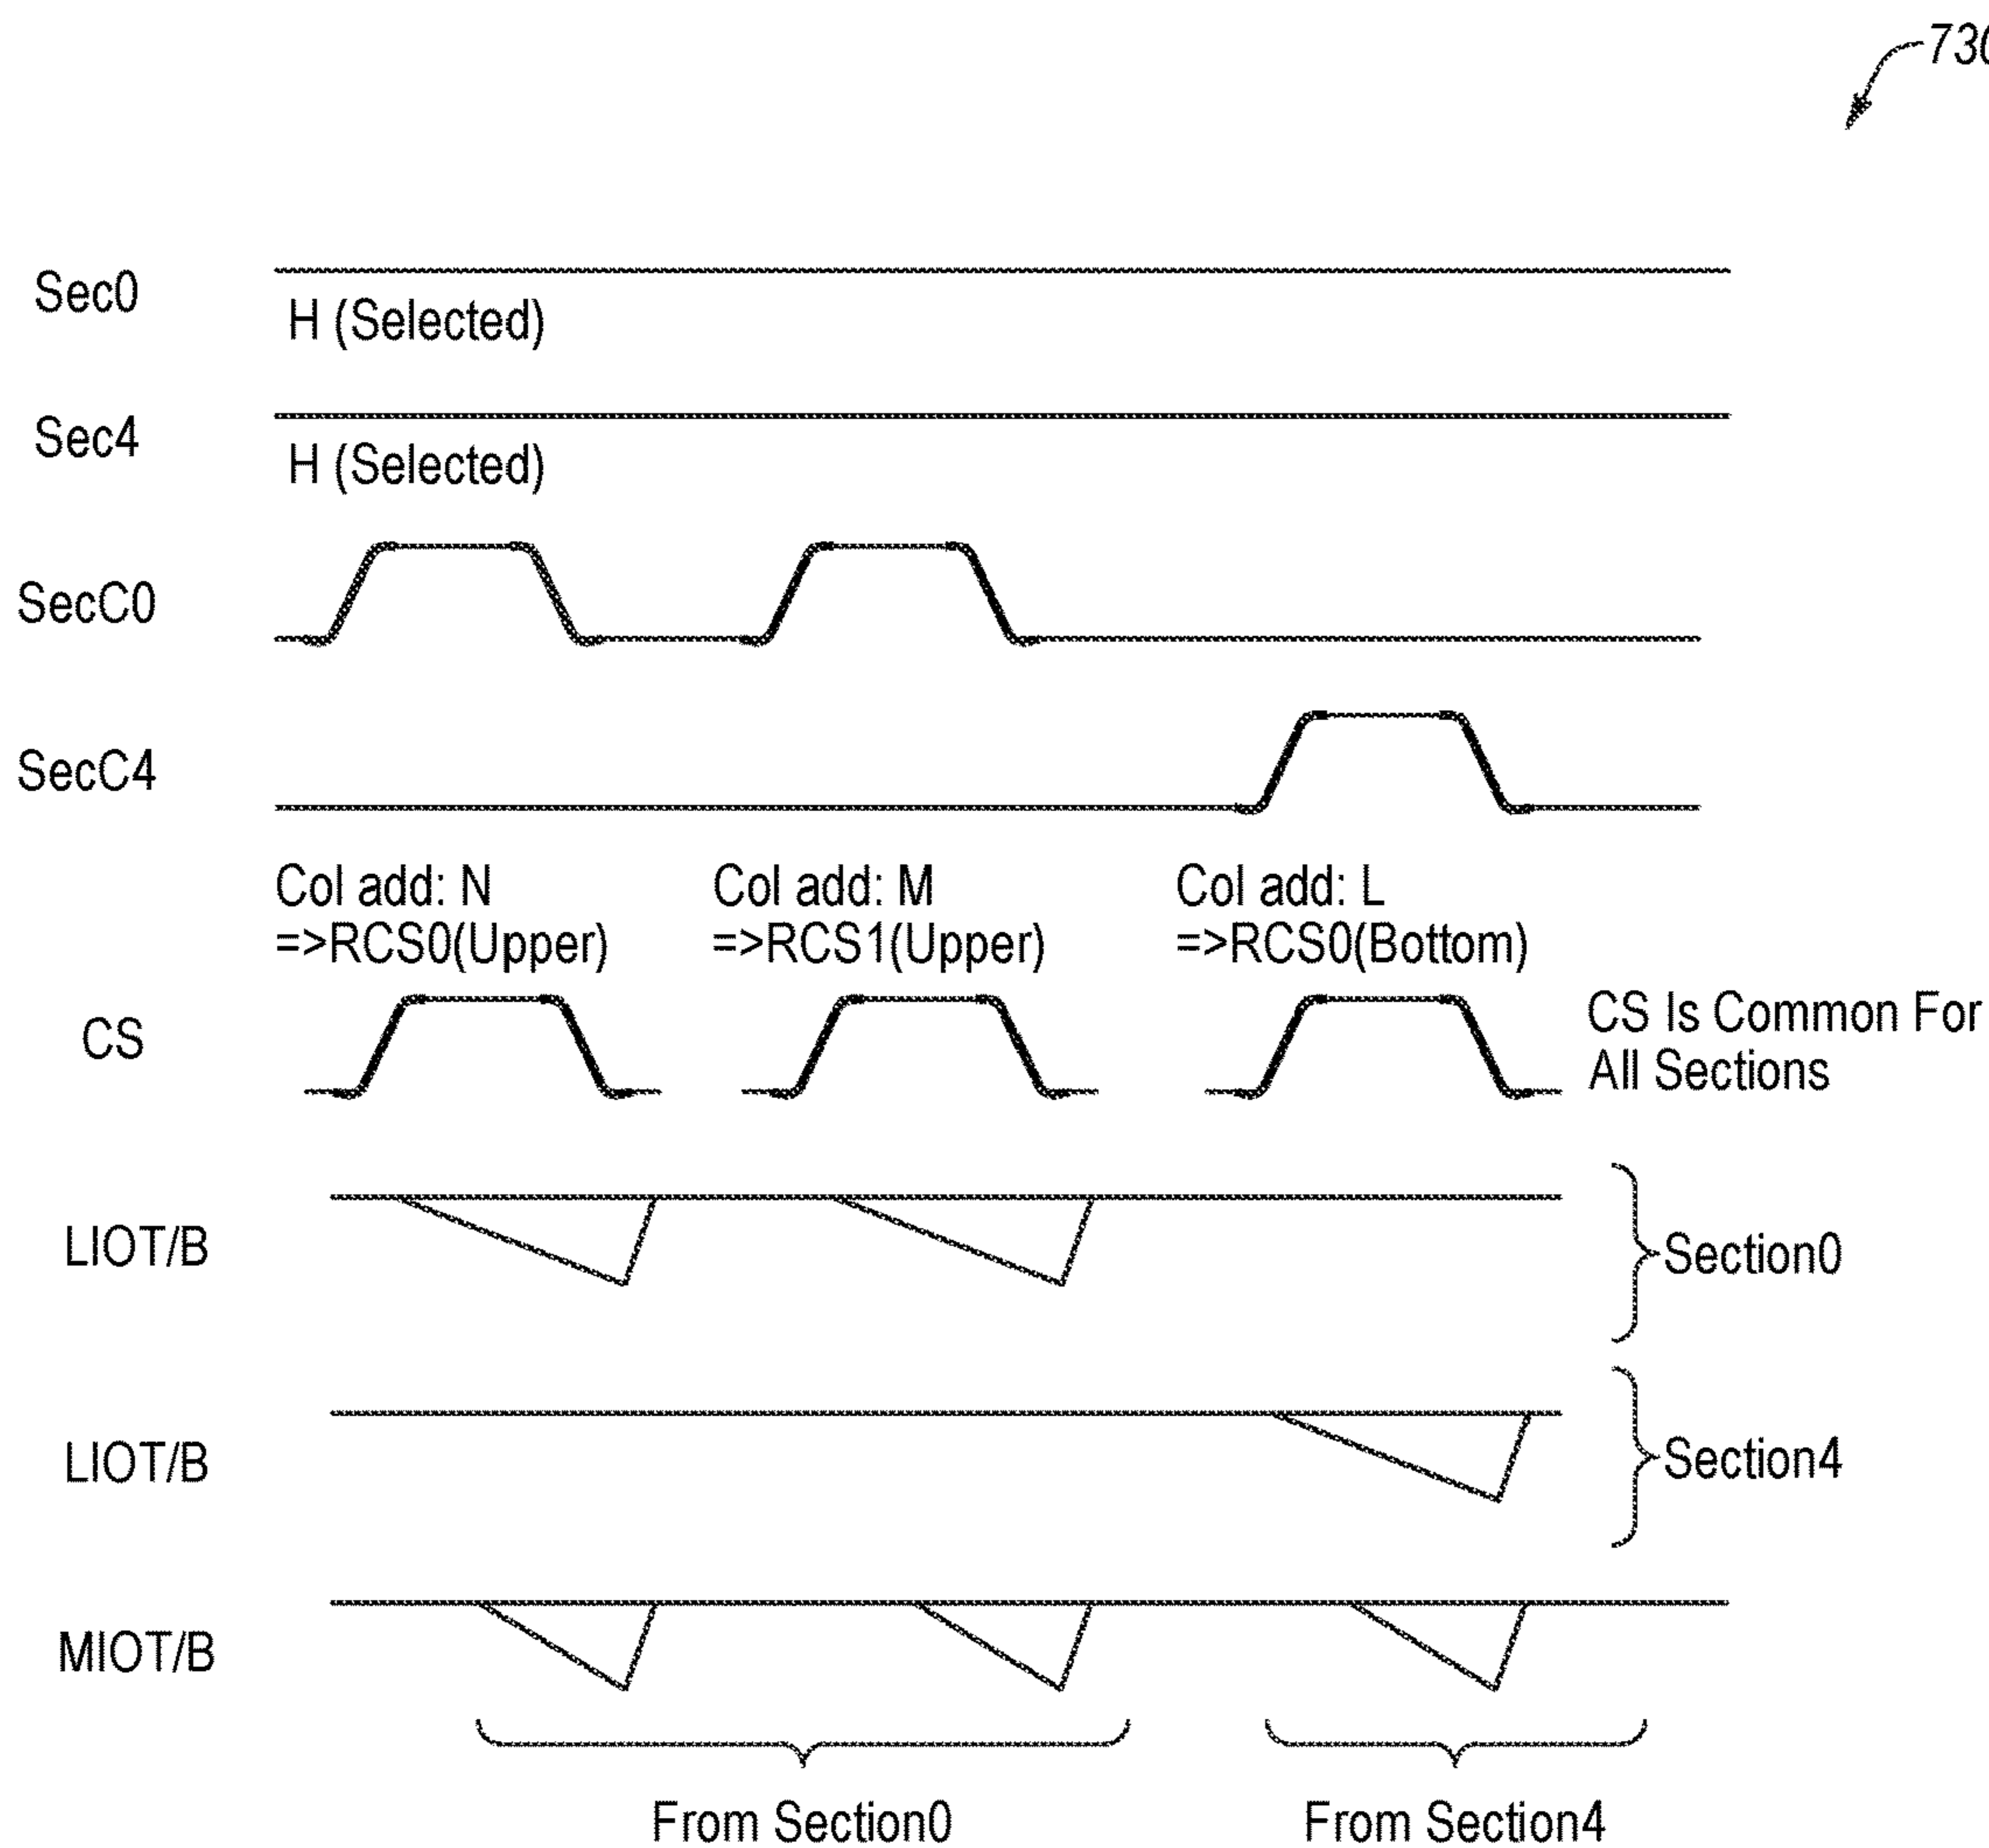 730
Sec0
H (Selected)
Sec4
H (Selected)
SecC0
SecC4
Col add: N
=>RCS0(Upper)
Col add: M
=>RCS1(Upper)
Col add: L
=>RCS0(Bottom)
CS
CS Is Common For
All Sections
LIOT/B
Section0
LIOT/B
Section4
MIOT/B
From Section0
From Section4